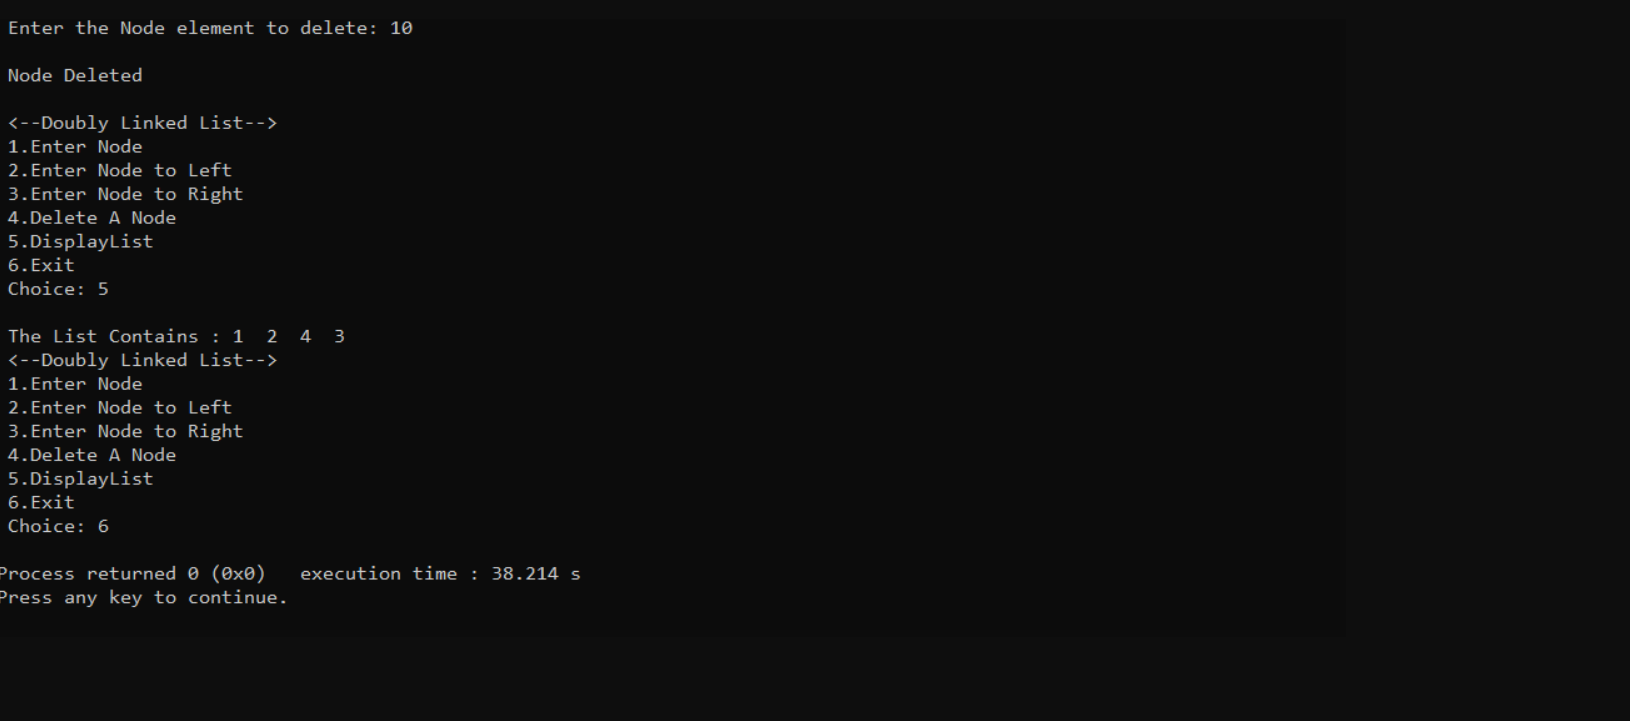 Enter the Node element to delete: 10
Node Deleted
<--Doubly Linked List-->
1.Enter Node
2.Enter Node to Left
3.Enter Node to Right
4.Delete A Node
5.DisplayList
6.Exit
Choice: 5
The List Contains : 1  2  4  3
<--Doubly Linked List-->
1.Enter Node
2.Enter Node to Left
3.Enter Node to Right
4.Delete A Node
5.DisplayList
6.Exit
Choice: 6
Process returned 0 (0x0)   execution time : 38.214 s
Press any key to continue.